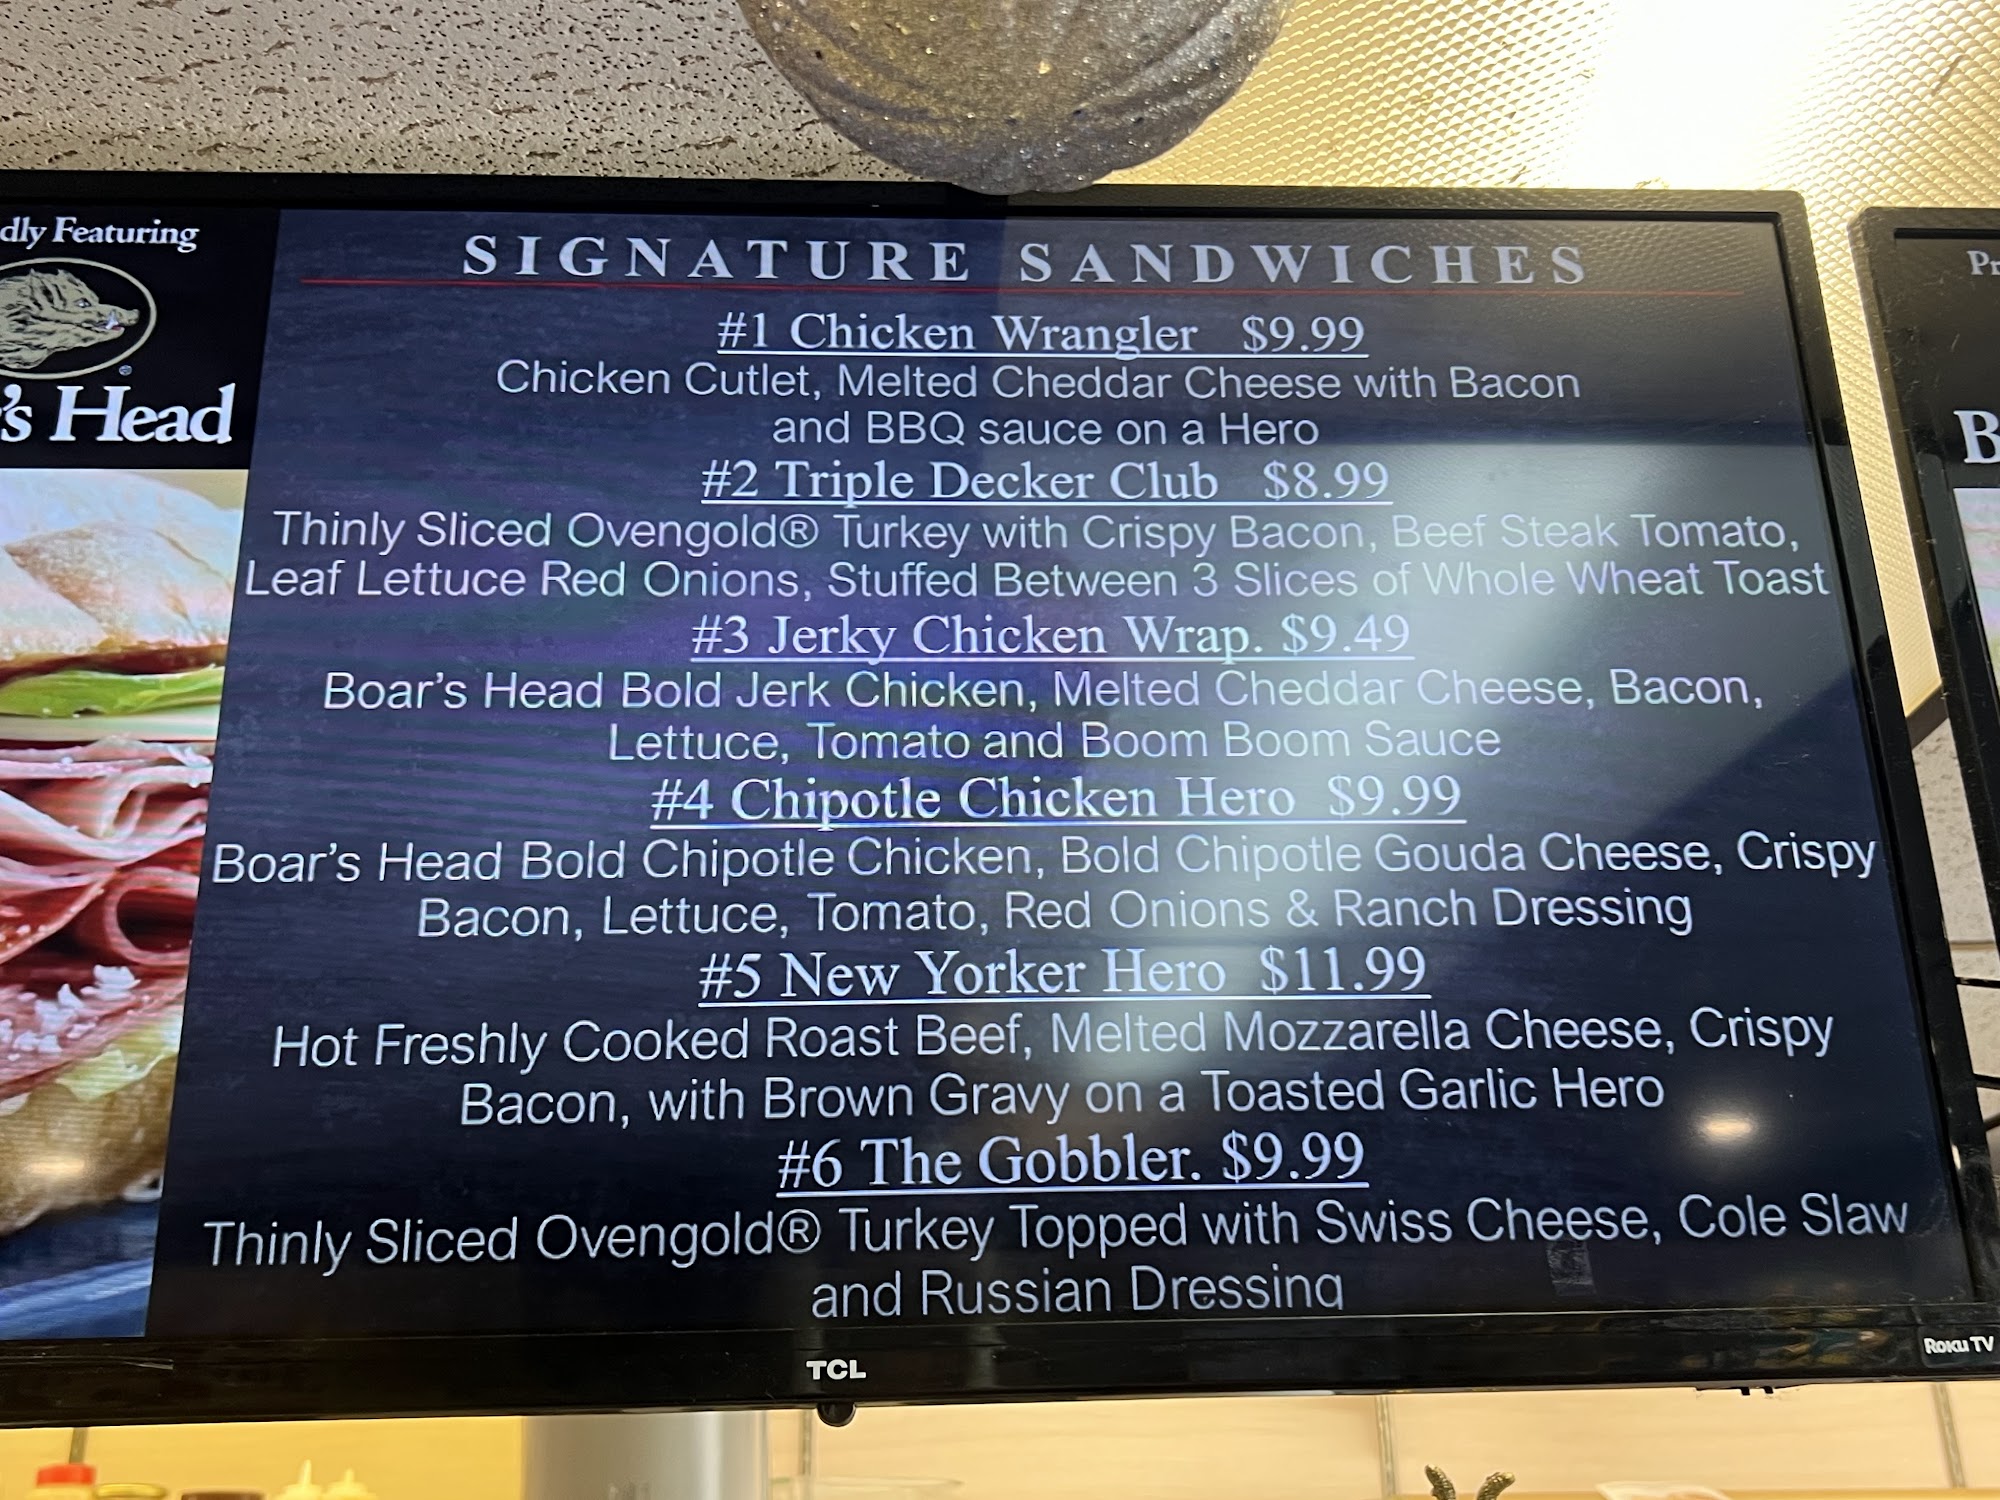 dly Featuring
's Head
SIGNATURE SANDWICHES
#1 Chicken Wrangler $9.99
Chicken Cutlet, Melted Cheddar Cheese with Bacon
and BBQ sauce on a Hero
#2 Triple Decker Club $8.99
Thinly Sliced Ovengold® Turkey with Crispy Bacon, Beef Steak Tomato,
Leaf Lettuce Red Onions, Stuffed Between 3 Slices of Whole Wheat Toast
#3 Jerky Chicken Wrap. $9.49
Boar's Head Bold Jerk Chicken, Melted Cheddar Cheese, Bacon,
Lettuce, Tomato and Boom Boom Sauce
#4 Chipotle Chicken Hero $9.99
Boar's Head Bold Chipotle Chicken, Bold Chipotle Gouda Cheese, Crispy
Bacon, Lettuce, Tomato, Red Onions & Ranch Dressing
#5 New Yorker Hero $11.99
Hot Freshly Cooked Roast Beef, Melted Mozzarella Cheese, Crispy
Bacon, with Brown Gravy on a Toasted Garlic Hero
#6 The Gobbler. $9.99
Thinly Sliced Ovengold® Turkey Topped with Swiss Cheese, Cole Slaw
and Russian Dressing
TCL
Roku TV
Pr
B